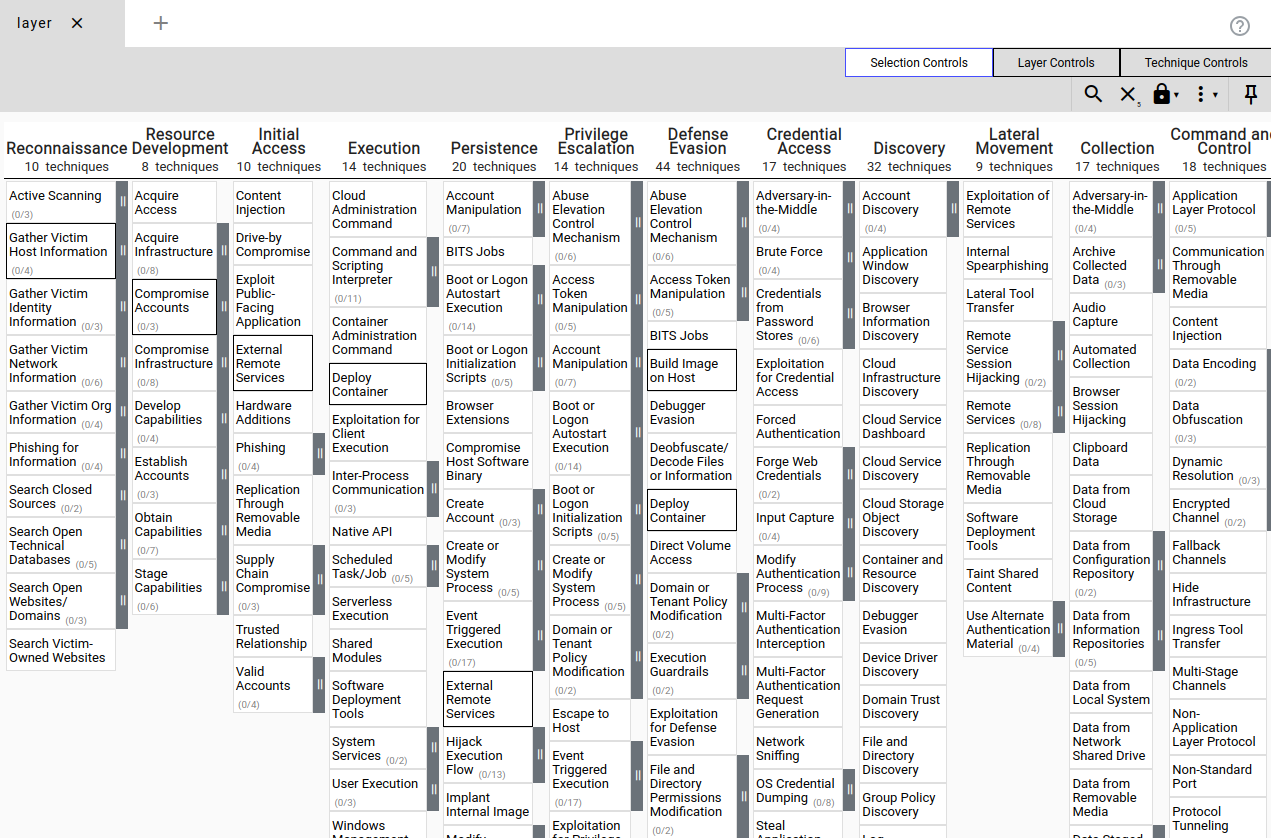 layer
Selection Controls
Layer Controls
Technique Controls
5
Reconnaissance
10 techniques
Active Scanning
(0/3)
Gather Victim
Host Information
(0/4)
Gather Victim
Identity
Information (0/3)
Gather Victim
Network
Information (0/6)
Gather Victim Org
Information (0/4)
Phishing for
Information (0/4)
Search Closed
Sources (0/2)
Search Open
Technical
Databases (0/5)
Search Open
Websites/
Domains (0/3)
Search Victim-
Owned Websites
Resource
Development
8 techniques
Acquire
Access
Acquire
Infrastructure
(0/8)
Compromise
Accounts
(0/3)
Compromise
Infrastructure
(0/8)
Develop
Capabilities
(0/4)
Establish
Accounts
(0/3)
Obtain
Capabilities
(0/7)
Stage
Capabilities
(0/6)
Initial
Access
10 techniques
Content
Injection
Drive-by
Compromise
Exploit
Public-
Facing
Application
External
Remote
Services
Hardware
Additions
Phishing
(0/4)
Replication
Through
Removable
Media
Supply
Chain
Compromise
(0/3)
Trusted
Relationship
Valid
Accounts
(0/4)
Execution
14 techniques
Cloud
Administration
Command
Command and
Scripting
Interpreter
(0/11)
Container
Administration
Command
Deploy
Container
Exploitation for
Client
Execution
Inter-Process
Communication
(0/3)
Native API
Scheduled
Task/Job (0/5)
Serverless
Execution
Shared
Modules
Software
Deployment
Tools
System
Services (0/2)
User Execution
(0/3)
Windows
Management
Persistence
20 techniques
Account
Manipulation
(0/7)
BITS Jobs
Boot or Logon
Autostart
Execution
(0/14)
Boot or Logon
Initialization
Scripts (0/5)
Browser
Extensions
Compromise
Host Software
Binary
Create
Account (0/3)
Create or
Modify
System
Process (0/5)
Event
Triggered
Execution
(0/17)
External
Remote
Services
Hijack
Execution
Flow (0/13)
Implant
Internal Image
Modify
Privilege
Escalation
14 techniques
Abuse
Elevation
Control
Mechanism
(0/6)
Access
Token
Manipulation
(0/5)
Account
Manipulation
(0/7)
Boot or
Logon
Autostart
Execution
(0/14)
Boot or
Logon
Initialization
Scripts (0/5)
Create or
Modify
System
Process (0/5)
Domain or
Tenant
Policy
Modification
(0/2)
Escape to
Host
Event
Triggered
Execution
(0/17)
Exploitation
for Privilege
Defense
Evasion
44 techniques
Abuse
Elevation
Control
Mechanism
(0/6)
Access Token
Manipulation
(0/5)
BITS Jobs
Build Image
on Host
Debugger
Evasion
Deobfuscate/
Decode Files
or Information
Deploy
Container
Direct Volume
Access
Domain or
Tenant Policy
Modification
(0/2)
Execution
Guardrails
(0/2)
Exploitation
for Defense
Evasion
File and
Directory
Permissions
Modification
(0/2)
Credential
Access
17 techniques
Adversary-in-
the-Middle
(0/4)
Brute Force
(0/4)
Credentials
from
Password
Stores (0/6)
Exploitation
for Credential
Access
Forced
Authentication
Forge Web
Credentials
(0/2)
Input Capture
(0/4)
Modify
Authentication
Process (0/9)
Multi-Factor
Authentication
Interception
Multi-Factor
Authentication
Request
Generation
Network
Sniffing
OS Credential
Dumping (0/8)
Steal
Application
Discovery
32 techniques
Account
Discovery
(0/4)
Application
Window
Discovery
Browser
Information
Discovery
Cloud
Infrastructure
Discovery
Cloud Service
Dashboard
Cloud Service
Discovery
Cloud Storage
Object
Discovery
Container and
Resource
Discovery
Debugger
Evasion
Device Driver
Discovery
Domain Trust
Discovery
File and
Directory
Discovery
Group Policy
Discovery
Log
Lateral
Movement
9 techniques
Exploitation of
Remote
Services
Internal
Spearphishing
Lateral Tool
Transfer
Remote
Service
Session
Hijacking (0/2)
Remote
Services (0/8)
Replication
Through
Removable
Media
Software
Deployment
Tools
Taint Shared
Content
Use Alternate
Authentication
Material (0/4)
Collection
17 techniques
Adversary-in-
the-Middle
(0/4)
Archive
Collected
Data (0/3)
Audio
Capture
Automated
Collection
Browser
Session
Hijacking
Clipboard
Data
Data from
Cloud
Storage
Data from
Configuration
Repository
(0/2)
Data from
Information
Repositories
(0/5)
Data from
Local System
Data from
Network
Shared Drive
Data from
Removable
Media
Data Staged
Command and
Control
18 techniques
Application
Layer Protocol
(0/5)
Communication
Through
Removable
Media
Content
Injection
Data Encoding
(0/2)
Data
Obfuscation
(0/3)
Dynamic
Resolution (0/3)
Encrypted
Channel (0/2)
Fallback
Channels
Hide
Infrastructure
Ingress Tool
Transfer
Multi-Stage
Channels
Non-
Application
Layer Protocol
Non-Standard
Port
Protocol
Tunneling